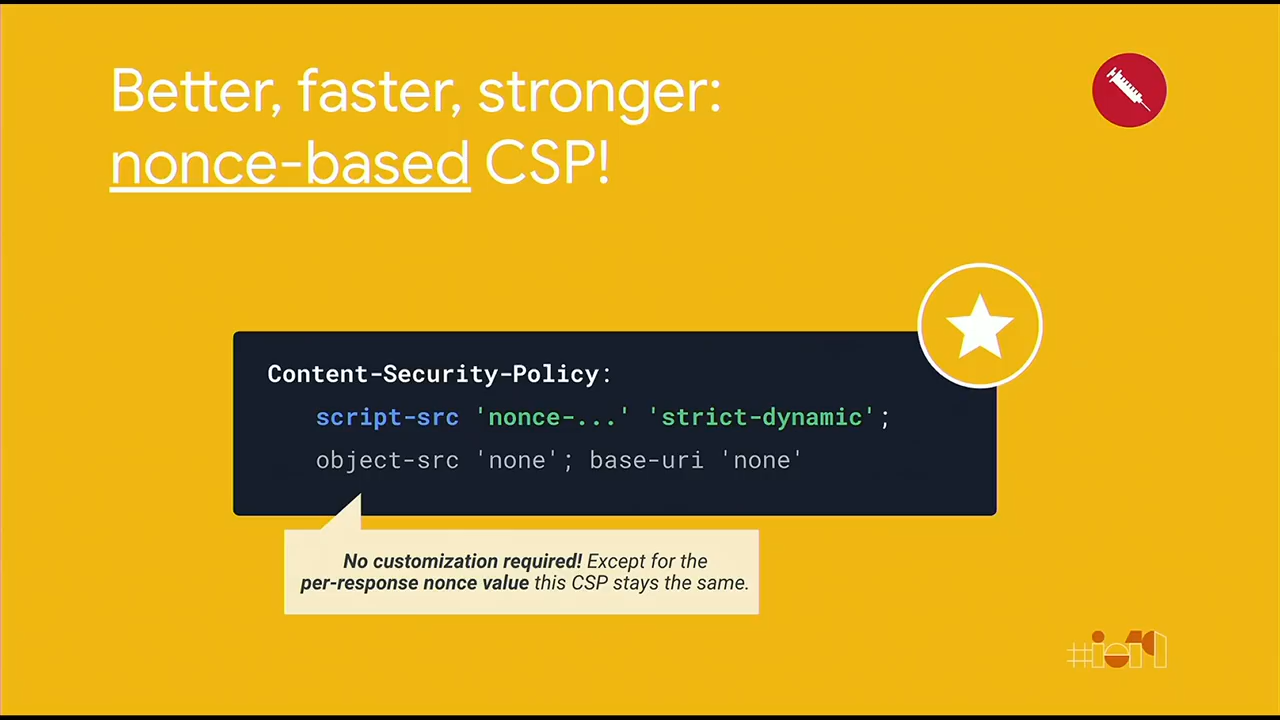 Better, faster, stronger:
nonce-based CSP!
Content-Security-Policy:
script-src 'nonce-...' 'strict-dynamic';
object-src 'none'; base-uri 'none'
No customization required! Except for the
per-response nonce value this CSP stays the same.
#io19